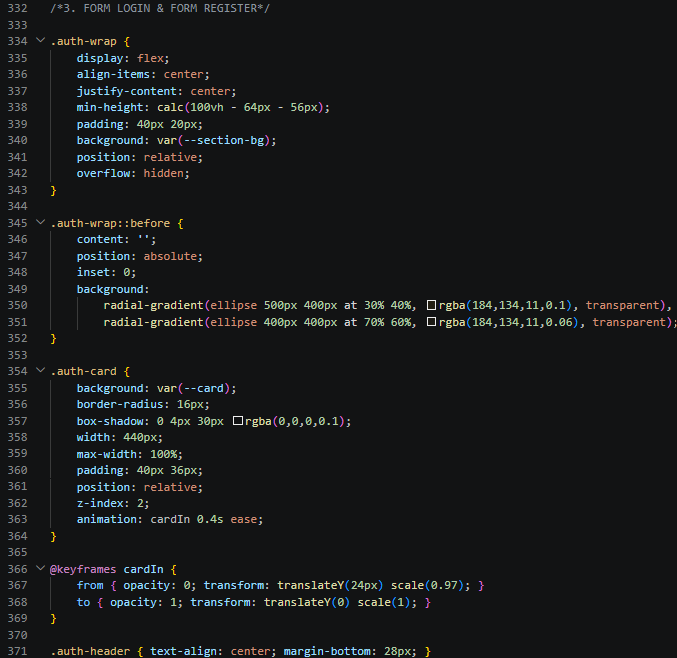 332 /*3. FORM LOGIN & FORM REGISTER*/
333
334 .auth-wrap {
335 display: flex;
336 align-items: center;
337 justify-content: center;
338 min-height: calc(100vh - 64px - 56px);
339 padding: 40px 20px;
340 background: var(--section-bg);
341 position: relative;
342 overflow: hidden;
343 }
344
345 .auth-wrap::before {
346 content: '';
347 position: absolute;
348 inset: 0;
349 background:
350 radial-gradient(ellipse 500px 400px at 30% 40%, rgba(184,134,11,0.1), transparent),
351 radial-gradient(ellipse 400px 400px at 70% 60%, rgba(184,134,11,0.06), transparent);
352 }
353
354 .auth-card {
355 background: var(--card);
356 border-radius: 16px;
357 box-shadow: 0 4px 30px rgba(0,0,0,0.1);
358 width: 440px;
359 max-width: 100%;
360 padding: 40px 36px;
361 position: relative;
362 z-index: 2;
363 animation: cardIn 0.4s ease;
364 }
365
366 @keyframes cardIn {
367 from { opacity: 0; transform: translateY(24px) scale(0.97); }
368 to { opacity: 1; transform: translateY(0) scale(1); }
369 }
370
371 .auth-header { text-align: center; margin-bottom: 28px; }